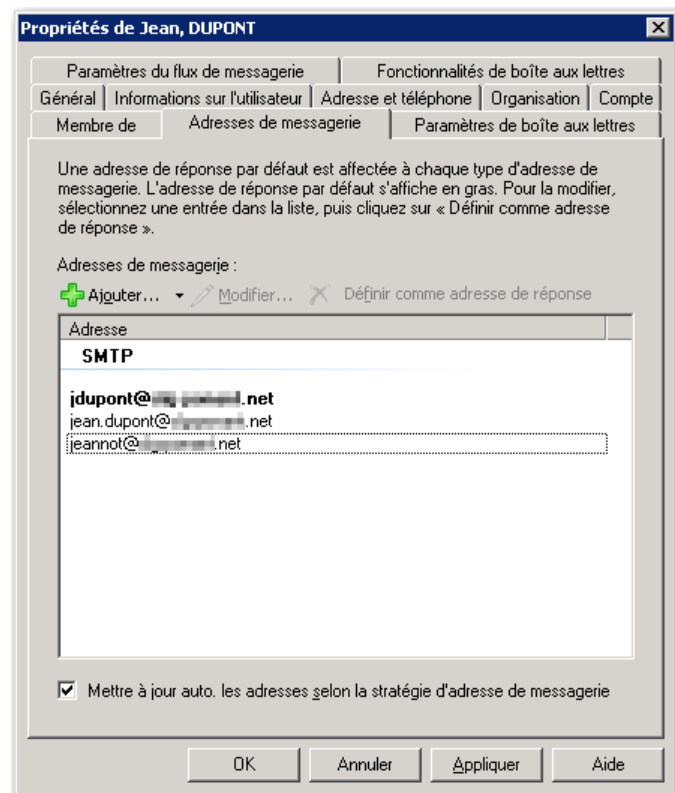 Propriétés de Jean, DUPONT
Paramètres du flux de messagerie
Fonctionnalités de boîte aux lettres
Général
Informations sur l'utilisateur
Adresse et téléphone
Organisation
Compte
Membre de
Adresses de messagerie
Paramètres de boîte aux lettres
Une adresse de réponse par défaut est affectée à chaque type d'adresse de
messagerie. L'adresse de réponse par défaut s'affiche en gras. Pour la modifier,
sélectionnez une entrée dans la liste, puis cliquez sur « Définir comme adresse
de réponse ».
Adresses de messagerie :
Ajouter...
Modifier...
Définir comme adresse de réponse
Adresse
SMTP
jdupont@ .net
jean.dupont@ .net
jeannot@ .net
Mettre à jour auto. les adresses selon la stratégie d'adresse de messagerie
OK
Annuler
Appliquer
Aide